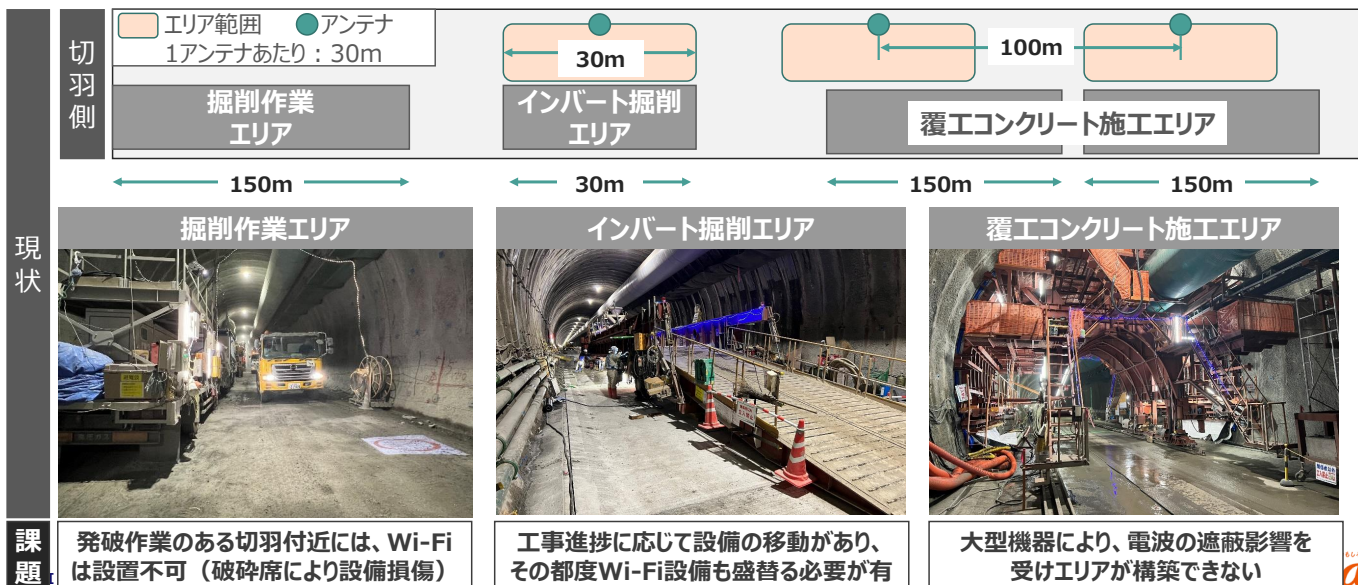 切羽側
エリア範囲 アンテナ
1アンテナあたり：30m
30m
100m
掘削作業
エリア
インバート掘削
エリア
覆工コンクリート施工エリア
150m
30m
150m
150m
現状
掘削作業エリア
インバート掘削エリア
覆工コンクリート施工エリア
課題
発破作業のある切羽付近には、Wi-Fi
は設置不可（破砕席により設備損傷）
工事進捗に応じて設備の移動があり、
その都度Wi-Fi設備も盛替る必要が有
大型機器により、電波の遮蔽影響を
受けエリアが構築できない